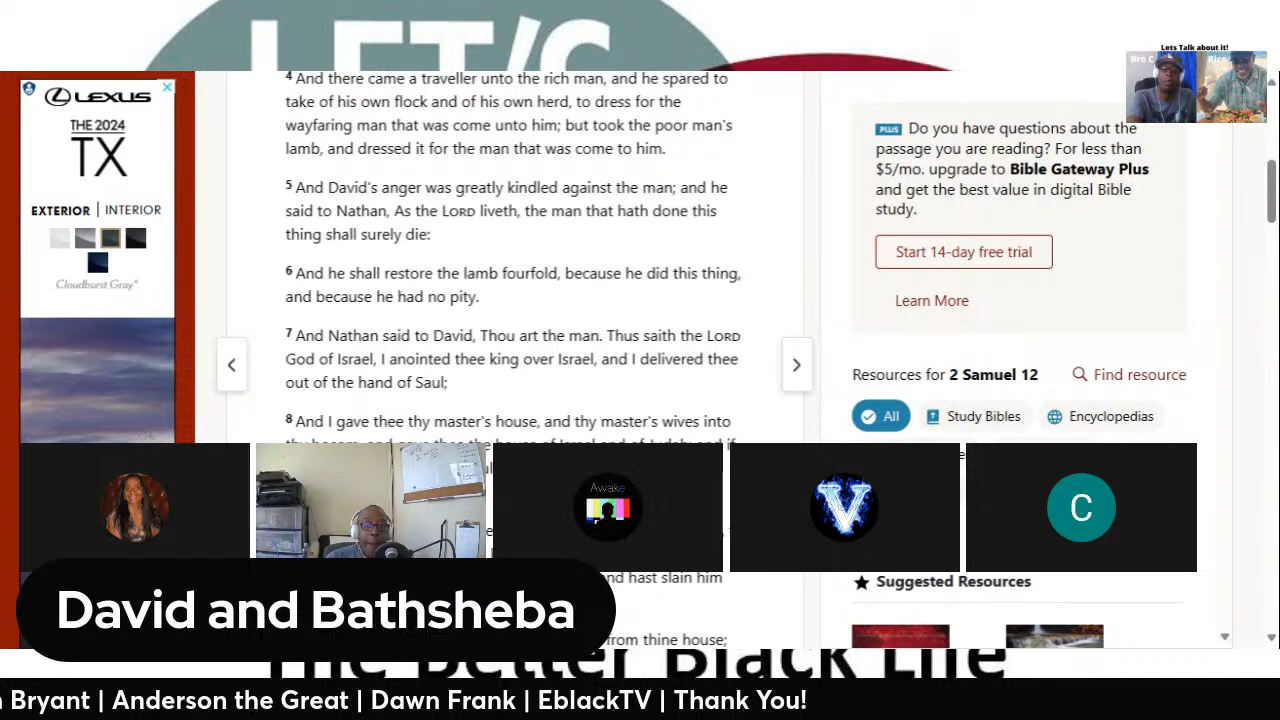 LET'S
Lets Talk about it!
Bro C
Rico
LEXUS
THE 2024
TX
EXTERIOR | INTERIOR
Cloudburst Gray*
4 And there came a traveller unto the rich man, and he spared to
take of his own flock and of his own herd, to dress for the
wayfaring man that was come unto him; but took the poor man's
lamb, and dressed it for the man that was come to him.
5 And David's anger was greatly kindled against the man; and he
said to Nathan, As the LORD liveth, the man that hath done this
thing shall surely die:
6 And he shall restore the lamb fourfold, because he did this thing,
and because he had no pity.
7 And Nathan said to David, Thou art the man. Thus saith the LORD
God of Israel, I anointed thee king over Israel, and I delivered thee
out of the hand of Saul;
8 And I gave thee thy master's house, and thy master's wives into
and hast slain him
from thine house;
PLUS Do you have questions about the
passage you are reading? For less than
$5/mo. upgrade to Bible Gateway Plus
and get the best value in digital Bible
study.
Start 14-day free trial
Learn More
Resources for 2 Samuel 12
Find resource
All
Study Bibles
Encyclopedias
Awake
V
C
Suggested Resources
David and Bathsheba
The Better Black Life
Bryant | Anderson the Great | Dawn Frank | EblackTV | Thank You!